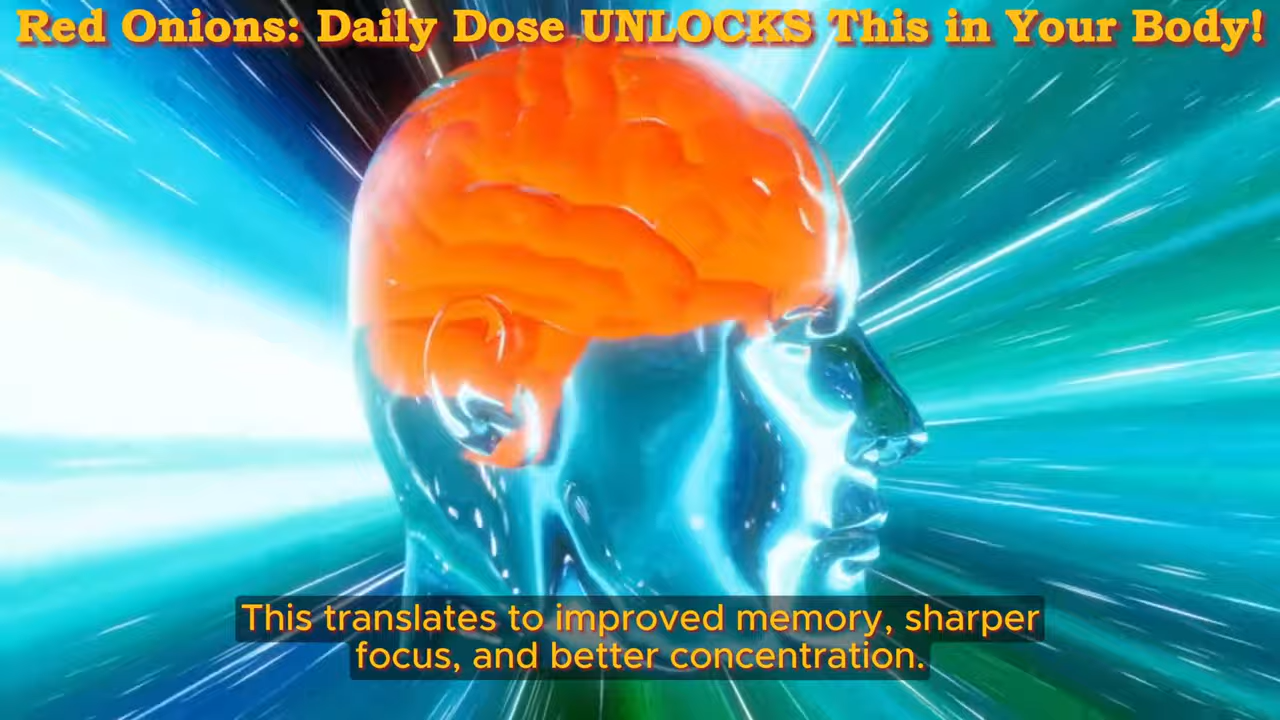 Red Onions: Daily Dose UNLOCKS This in Your Body!
This translates to improved memory, sharper
focus, and better concentration.